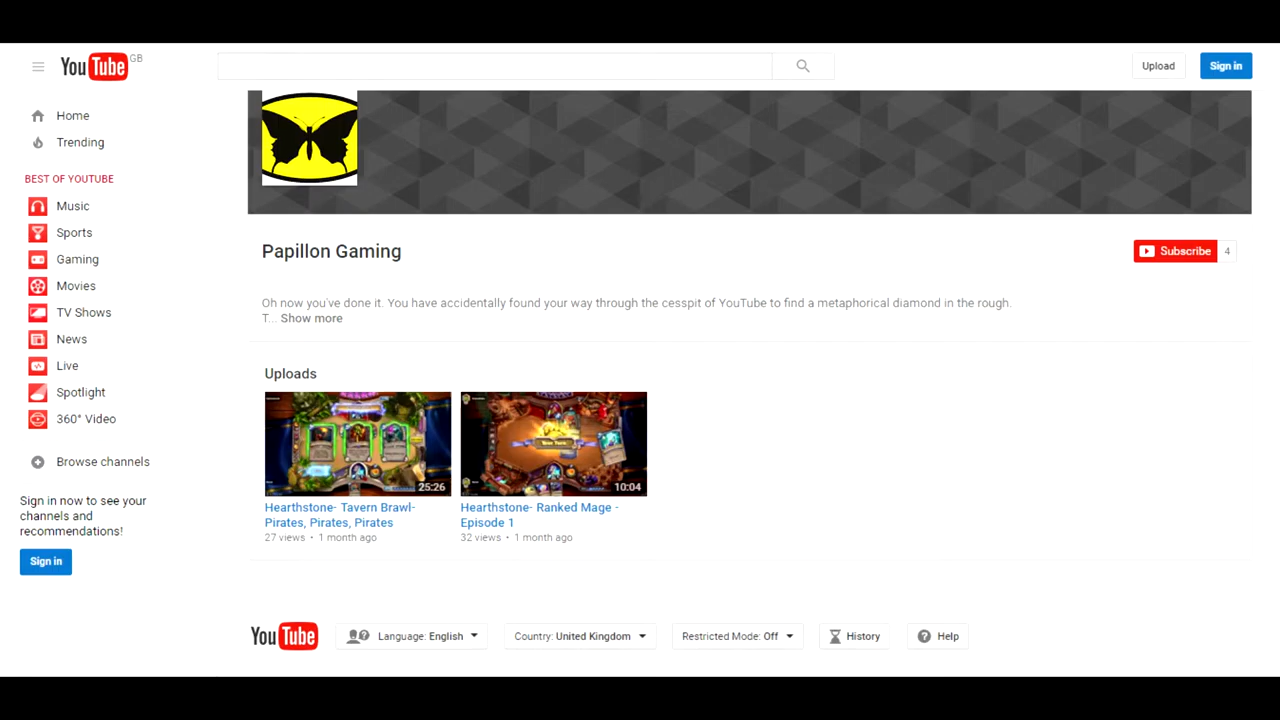 YouTube GB
Upload
Sign in
Home
Trending
BEST OF YOUTUBE
Music
Sports
Gaming
Movies
TV Shows
News
Live
Spotlight
360° Video
Browse channels
Sign in now to see your
channels and
recommendations!
Sign in
Papillon Gaming
Subscribe 4
Oh now you've done it. You have accidentally found your way through the cesspit of YouTube to find a metaphorical diamond in the rough.
T... Show more
Uploads
25:26
Hearthstone- Tavern Brawl-
Pirates, Pirates, Pirates
27 views • 1 month ago
10:04
Hearthstone- Ranked Mage -
Episode 1
32 views • 1 month ago
YouTube
Language: English
Country: United Kingdom
Restricted Mode: Off
History
Help